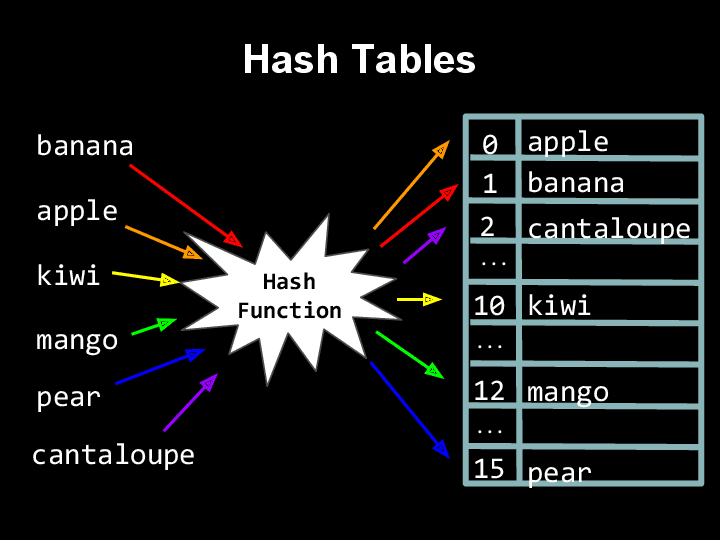 Hash Tables
banana
apple
kiwi
mango
pear
cantaloupe
Hash
Function
0 apple
1 banana
2 cantaloupe
...
10 kiwi
...
12 mango
...
15 pear